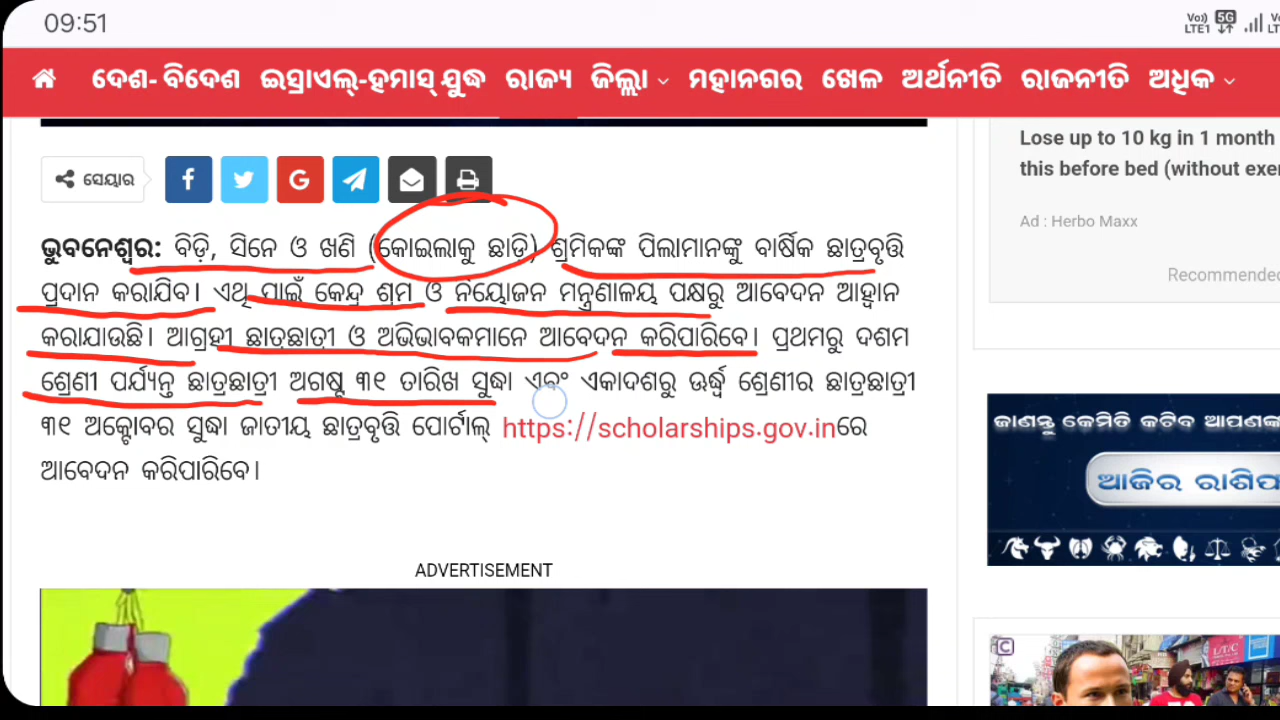 09:51
Vo) LTE1 5G
ଦେଶ- ବିଦେଶ ଇସ୍ରାଏଲ୍-ହମାସ୍ ଯୁଦ୍ଧ ରାଜ୍ୟ ଜିଲ୍ଲା ମହାନଗର ଖେଳ ଅର୍ଥନୀତି ରାଜନୀତି ଅଧିକ
ସେୟାର
ଭୁବନେଶ୍ୱର: ବିଡ଼ି, ସିନେ ଓ ଖଣି (କୋଇଲାକୁ ଛାଡ଼ି) ଶ୍ରମିକଙ୍କ ପିଲାମାନଙ୍କୁ ବାର୍ଷିକ ଛାତ୍ରବୃତ୍ତି
ପ୍ରଦାନ କରାଯିବ। ଏଥି ପାଇଁ କେନ୍ଦ୍ର ଶ୍ରମ ଓ ନିୟୋଜନ ମନ୍ତ୍ରଣାଳୟ ପକ୍ଷରୁ ଆବେଦନ ଆହ୍ୱାନ
କରାଯାଉଛି। ଆଗ୍ରହୀ ଛାତ୍ରଛାତ୍ରୀ ଓ ଅଭିଭାବକମାନେ ଆବେଦନ କରିପାରିବେ। ପ୍ରଥମରୁ ଦଶମ
ଶ୍ରେଣୀ ପର୍ଯ୍ୟନ୍ତ ଛାତ୍ରଛାତ୍ରୀ ଅଗଷ୍ଟ ୩୧ ତାରିଖ ସୁଦ୍ଧା ଏବଂ ଏକାଦଶରୁ ଊର୍ଦ୍ଧ୍ୱ ଶ୍ରେଣୀର ଛାତ୍ରଛାତ୍ରୀ
୩୧ ଅକ୍ଟୋବର ସୁଦ୍ଧା ଜାତୀୟ ଛାତ୍ରବୃତ୍ତି ପୋର୍ଟାଲ୍ https://scholarships.gov.inରେ
ଆବେଦନ କରିପାରିବେ।
ADVERTISEMENT
Lose up to 10 kg in 1 month
this before bed (without
Ad : Herbo Maxx
Recommended
ଜାଣନ୍ତୁ କେମିତି କଟିବ ଆପଣଙ୍କ
ଆଜିର